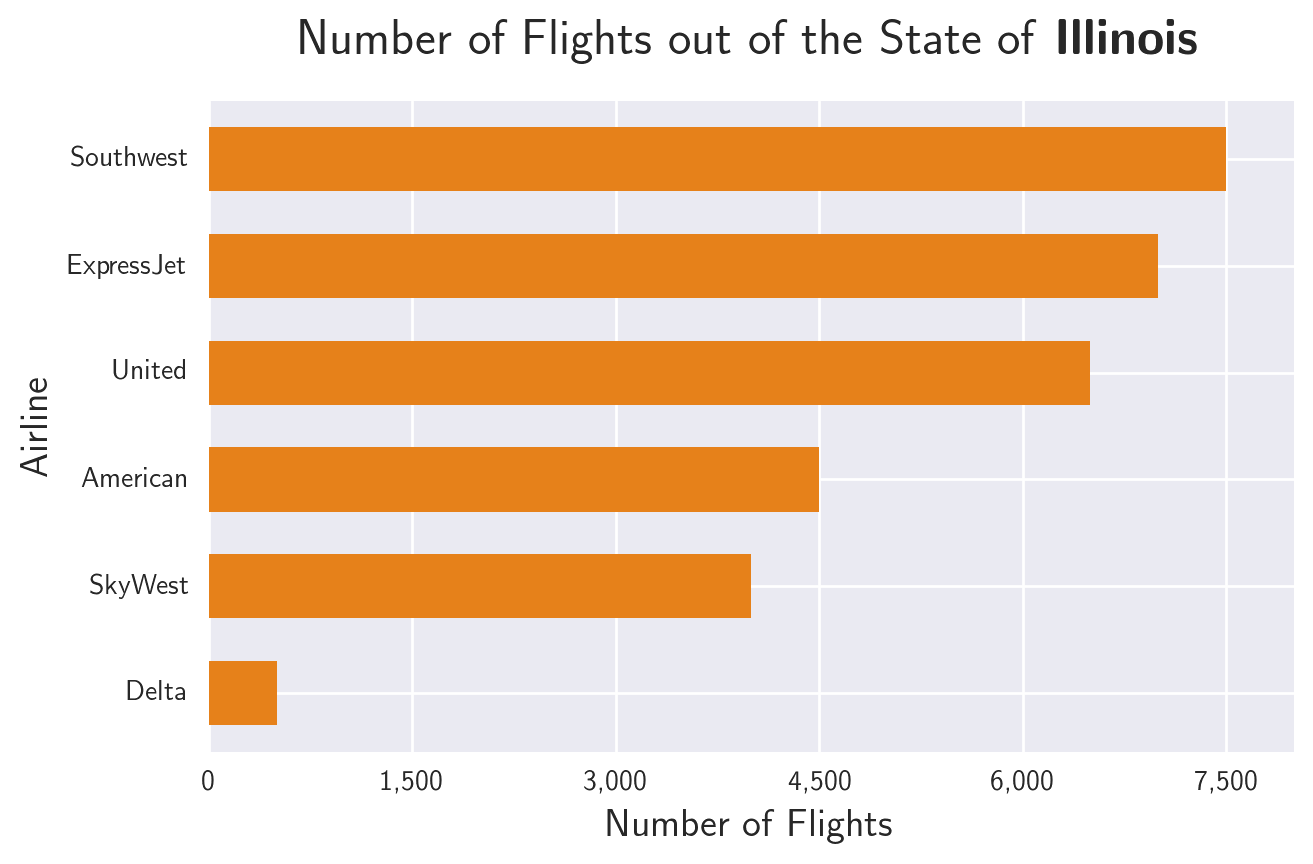 Number of Flights out of the State of Illinois
Southwest
ExpressJet
United
American
SkyWest
Delta
Airline
0 1,500 3,000 4,500 6,000 7,500
Number of Flights